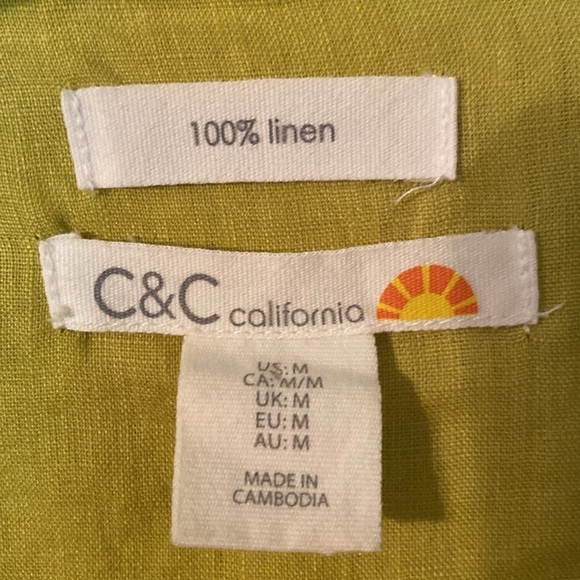 100% linen
C&C california
US: M
CA: M/M
UK: M
EU: M
AU: M
MADE IN
CAMBODIA